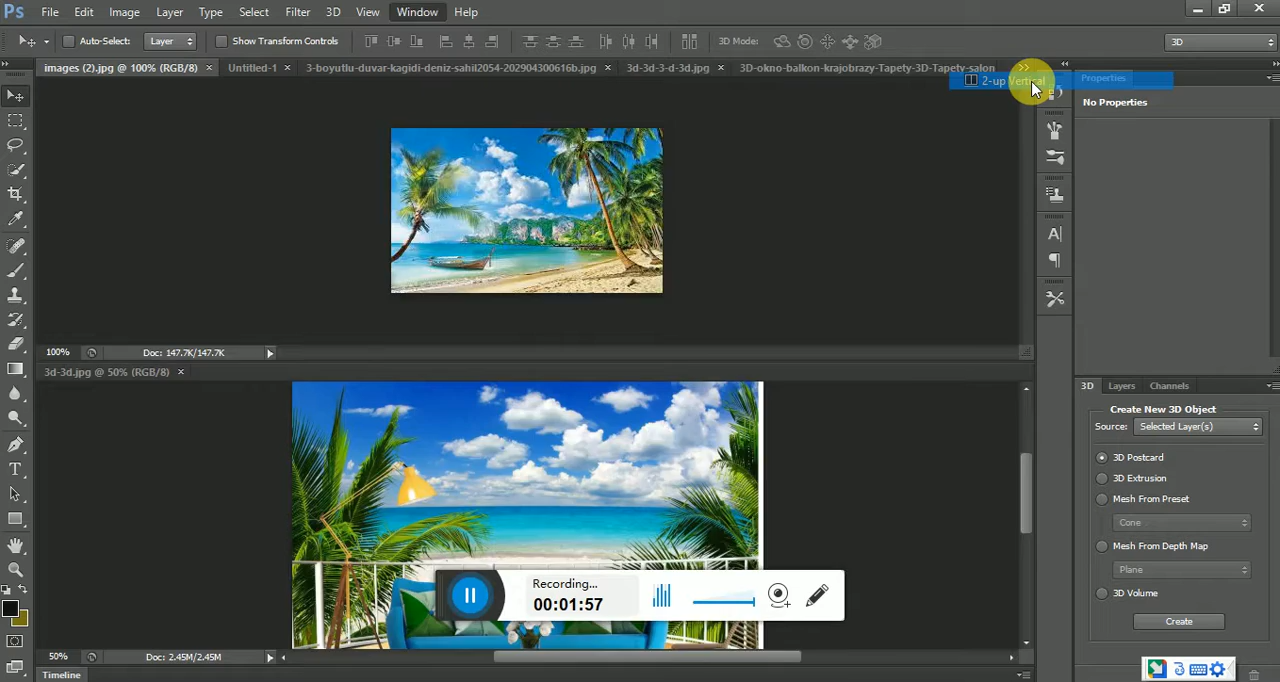 Ps File Edit Image Layer Type Select Filter 3D View Window Help
Auto-Select: Layer Show Transform Controls 3D Mode: 3D
images (2).jpg @ 100% (RGB/8) × Untitled-1 × 3-boyutlu-duvar-kagidi-deniz-sahil2054-202904300616b.jpg × 3d-3d-3-d-3d.jpg × 3D-okno-balkon-krajobrazy-Tapety-3D-Tapety-salon >>
2-up Vertical
Properties
No Properties
100% Doc: 147.7K/147.7K
3d-3d.jpg @ 50% (RGB/8) ×
3D Layers Channels
Create New 3D Object
Source: Selected Layer(s)
3D Postcard
3D Extrusion
Mesh From Preset
Cone
Mesh From Depth Map
Plane
3D Volume
Create
Recording...
00:01:57
50% Doc: 2.45M/2.45M
Timeline